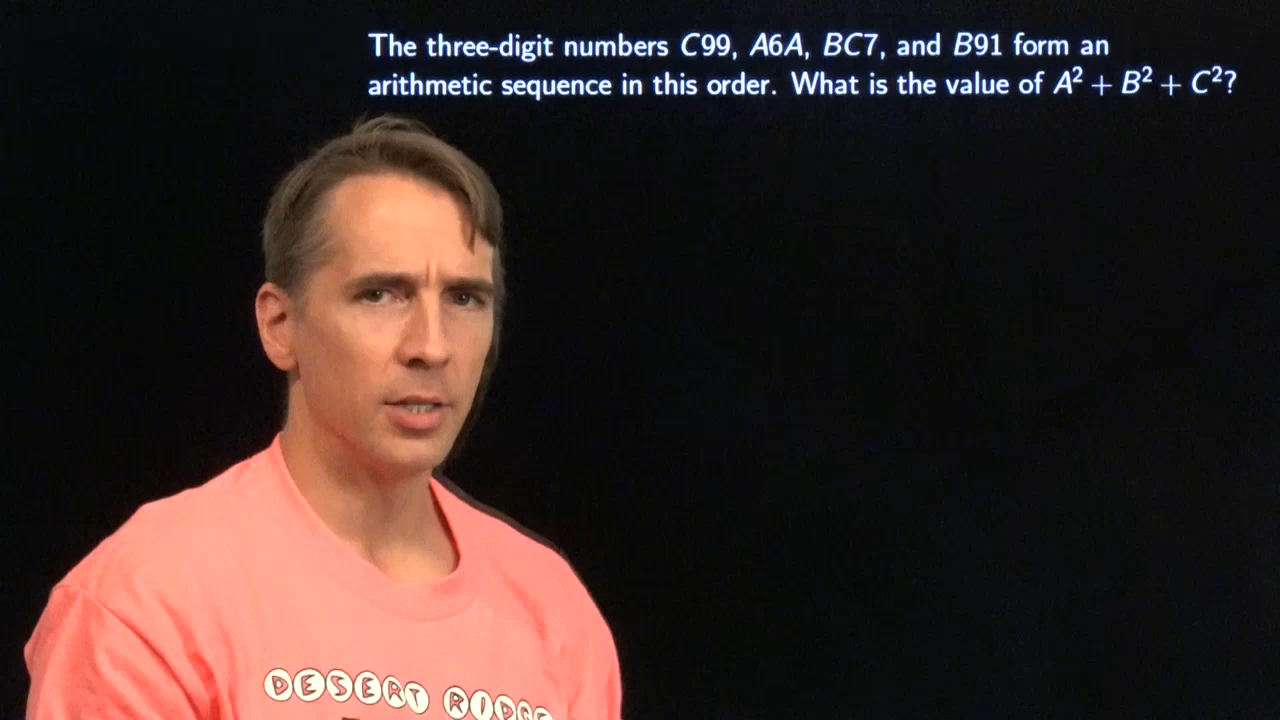 The three-digit numbers C99, A6A, BC7, and B91 form an
arithmetic sequence in this order. What is the value of A² + B² + C²?
DESERT RIDGE